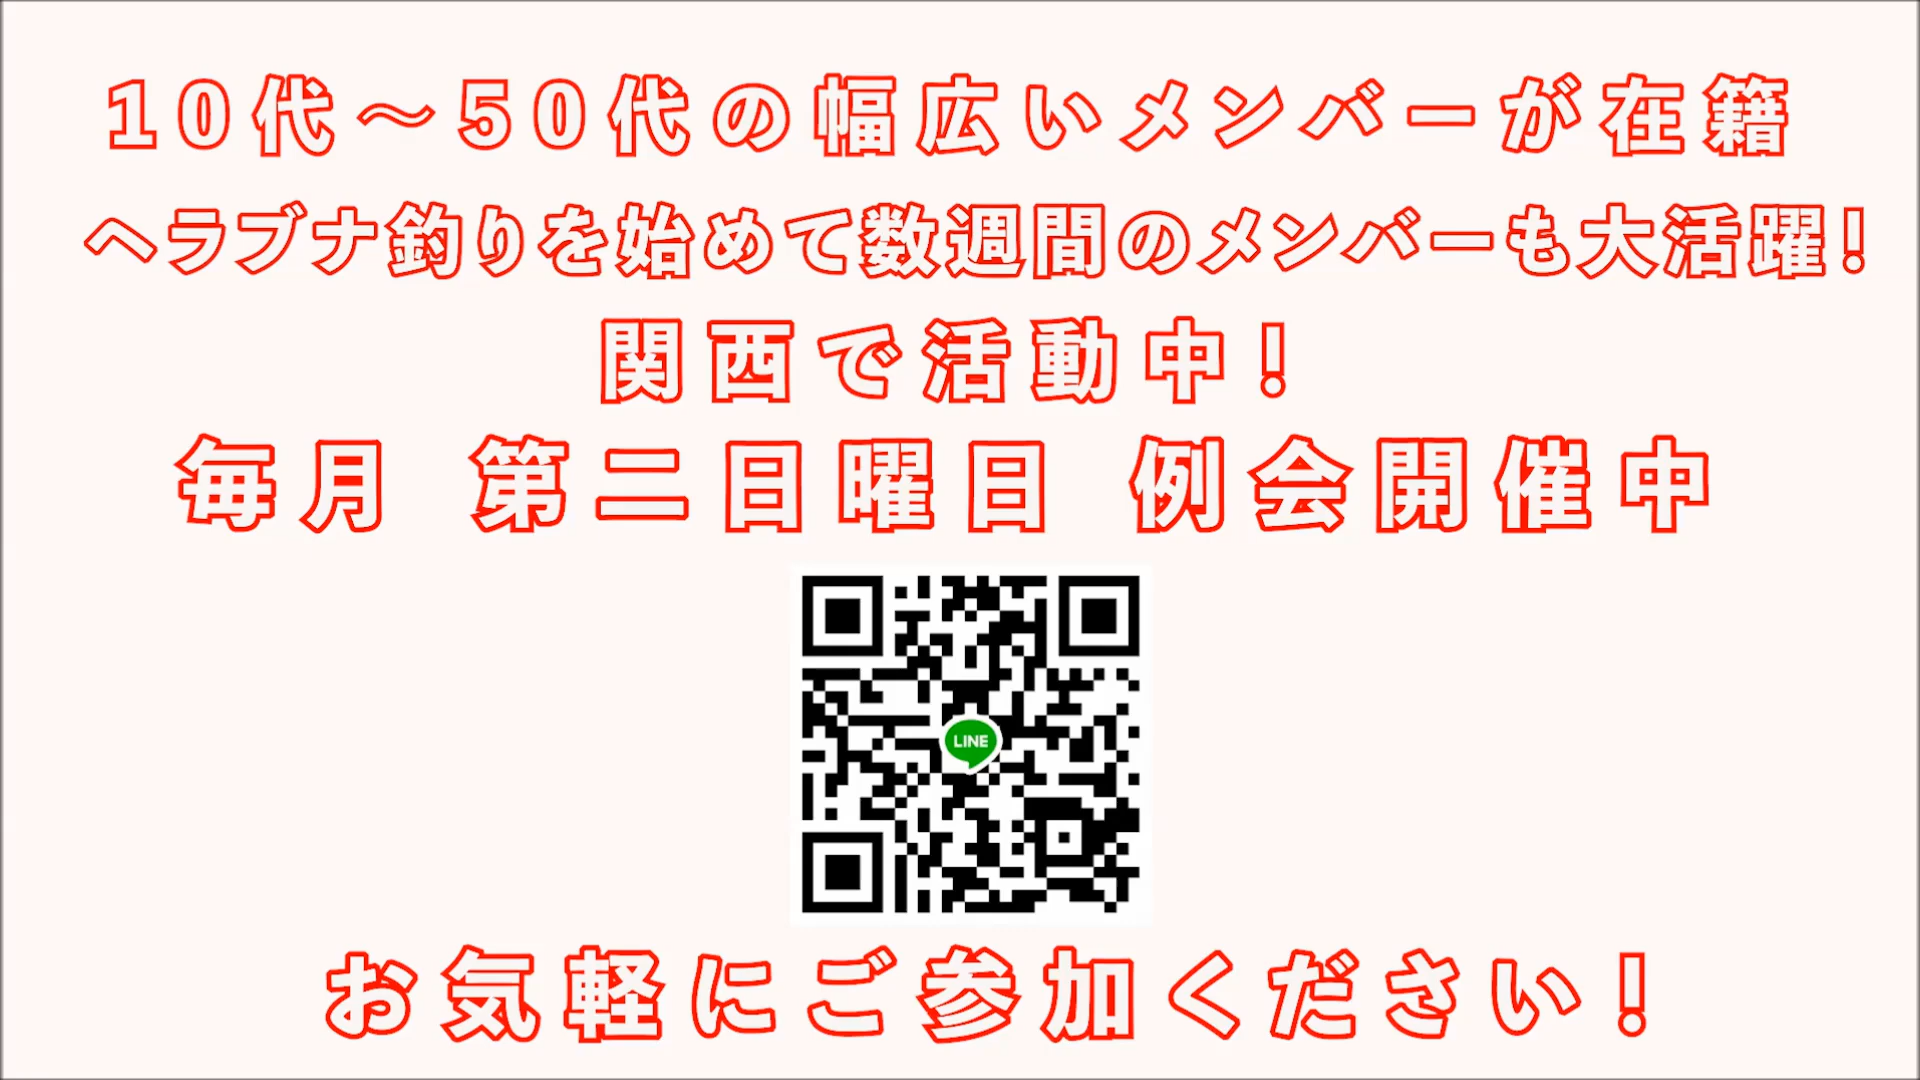 10代～50代の幅広いメンバーが在籍
ヘラブナ釣りを始めて数週間のメンバーも大活躍！
関西で活動中！
毎月 第二日曜日 例会開催中
LINE
お気軽にご参加ください！